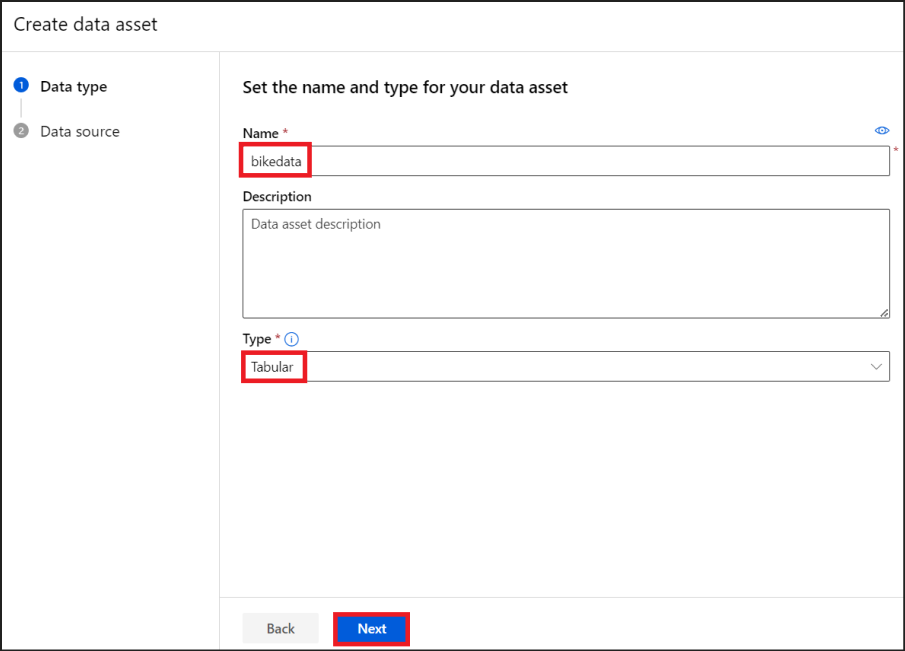 Create data asset
1 Data type
2 Data source
Set the name and type for your data asset
Name *
bikedata
*
Description
Data asset description
Type * i
Tabular
Back
Next